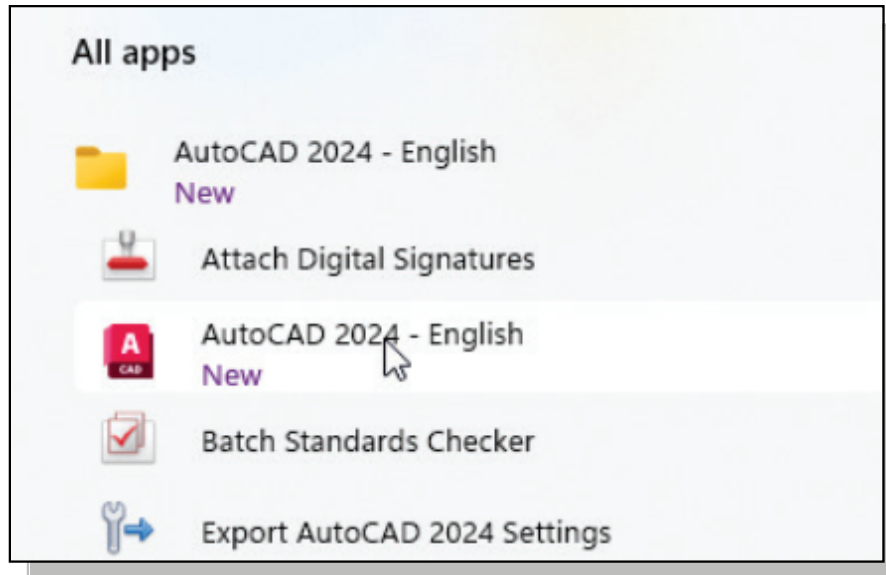 All apps
AutoCAD 2024 - English
New
Attach Digital Signatures
AutoCAD 2024 - English
New
A
CAD
Batch Standards Checker
Export AutoCAD 2024 Settings